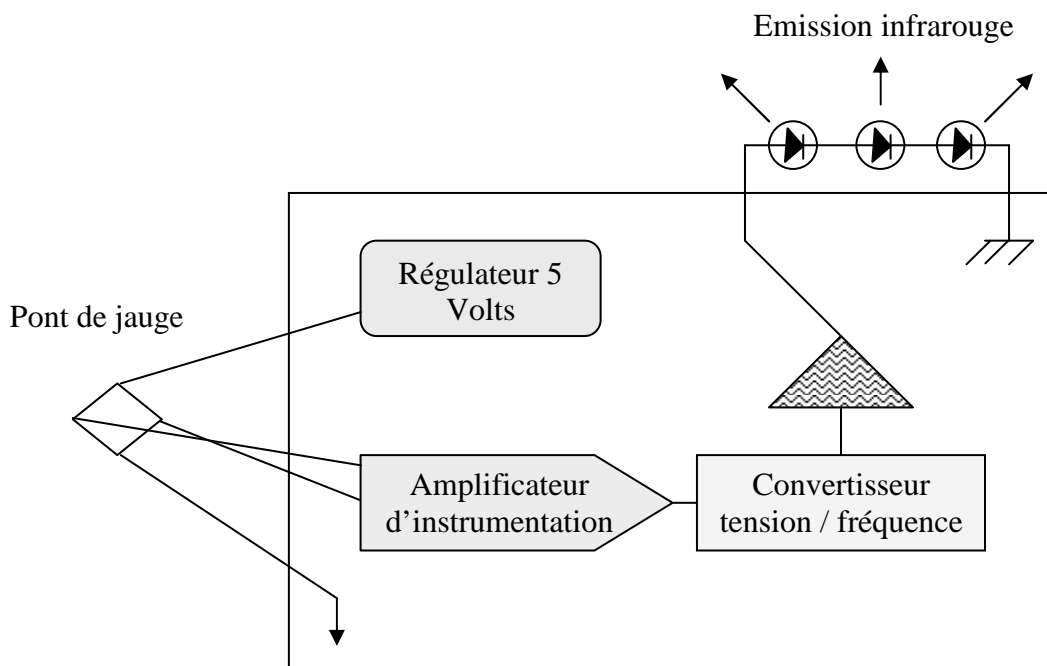 Emission infrarouge
Régulateur 5
Volts
Pont de jauge
Amplificateur
d’instrumentation
Convertisseur
tension / fréquence